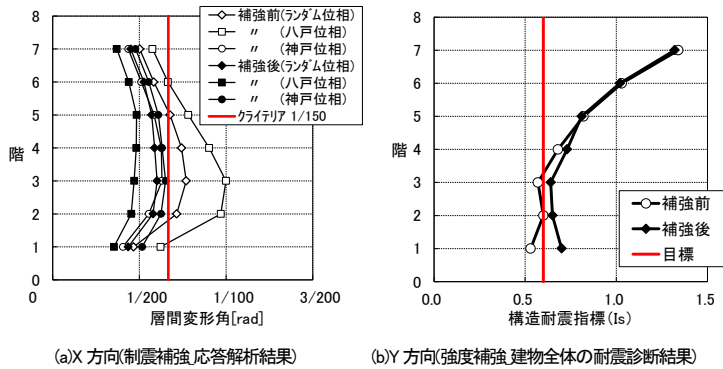 補強前(ランダム位相)
〃 (八戸位相)
〃 (神戸位相)
補強後(ランダム位相)
〃 (八戸位相)
〃 (神戸位相)
クライテリア 1/150
8
7
6
5
4
3
2
1
0
階
0
1/200
1/100
3/200
層間変形角[rad]
(a)X 方向(制震補強_応答解析結果)
8
7
6
5
4
3
2
1
0
階
補強前
補強後
目標
0.0
0.5
1.0
1.5
構造耐震指標(Is)
(b)Y 方向(強度補強_建物全体の耐震診断結果)